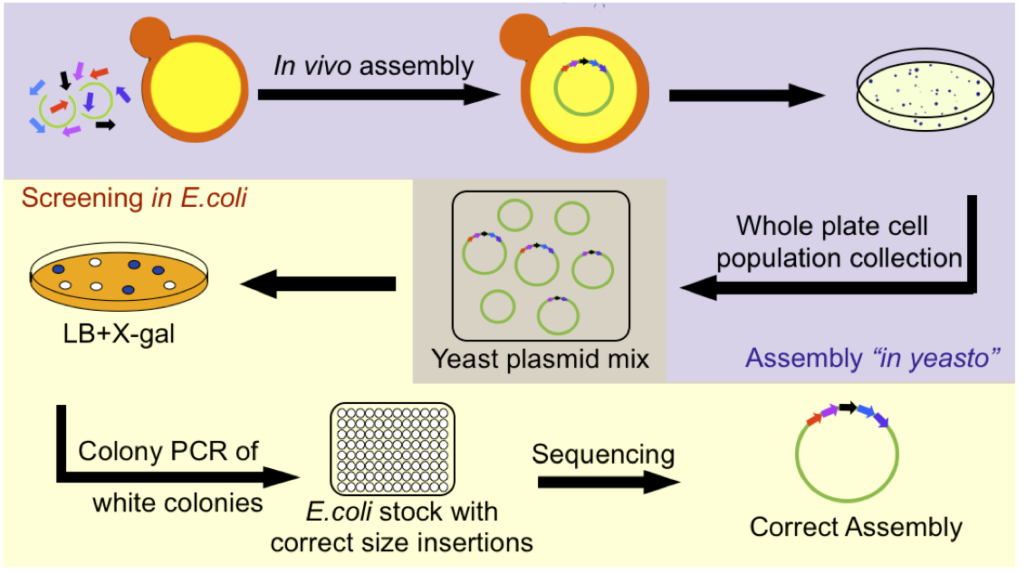 In vivo assembly
Screening in E.coli
Whole plate cell
population collection
LB+X-gal
Yeast plasmid mix
Assembly “in yeasto”
Colony PCR of
white colonies
Sequencing
E.coli stock with
correct size insertions
Correct Assembly